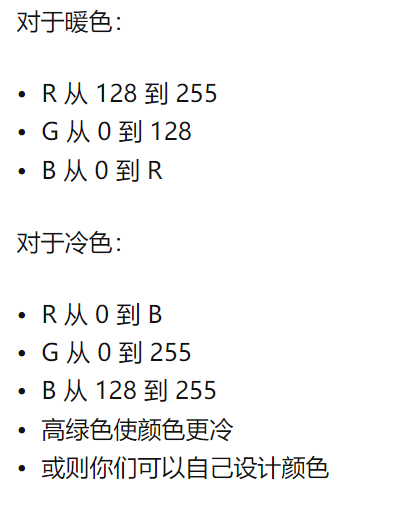 对于暖色：
• R 从 128 到 255
• G 从 0 到 128
• B 从 0 到 R
对于冷色：
• R 从 0 到 B
• G 从 0 到 255
• B 从 128 到 255
• 高绿色使颜色更冷
• 或则你们可以自己设计颜色